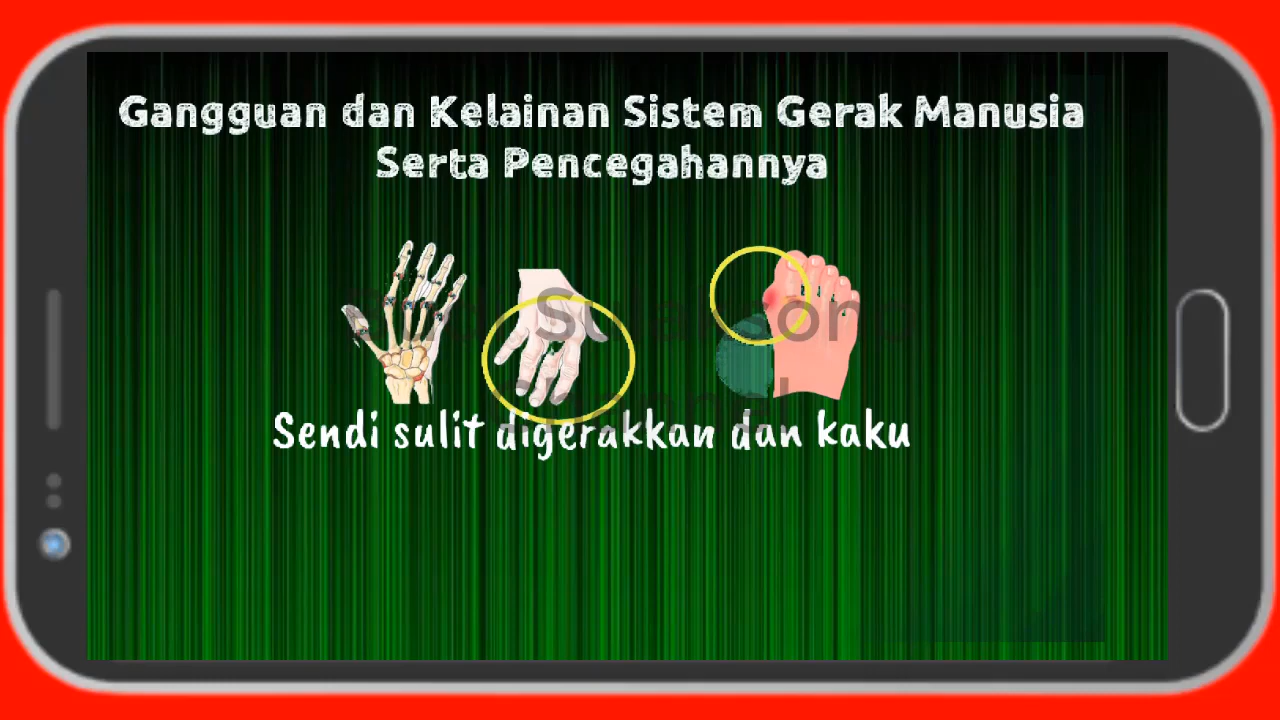 Gangguan dan Kelainan Sistem Gerak Manusia
Serta Pencegahannya
Sendi sulit digerakkan dan kaku